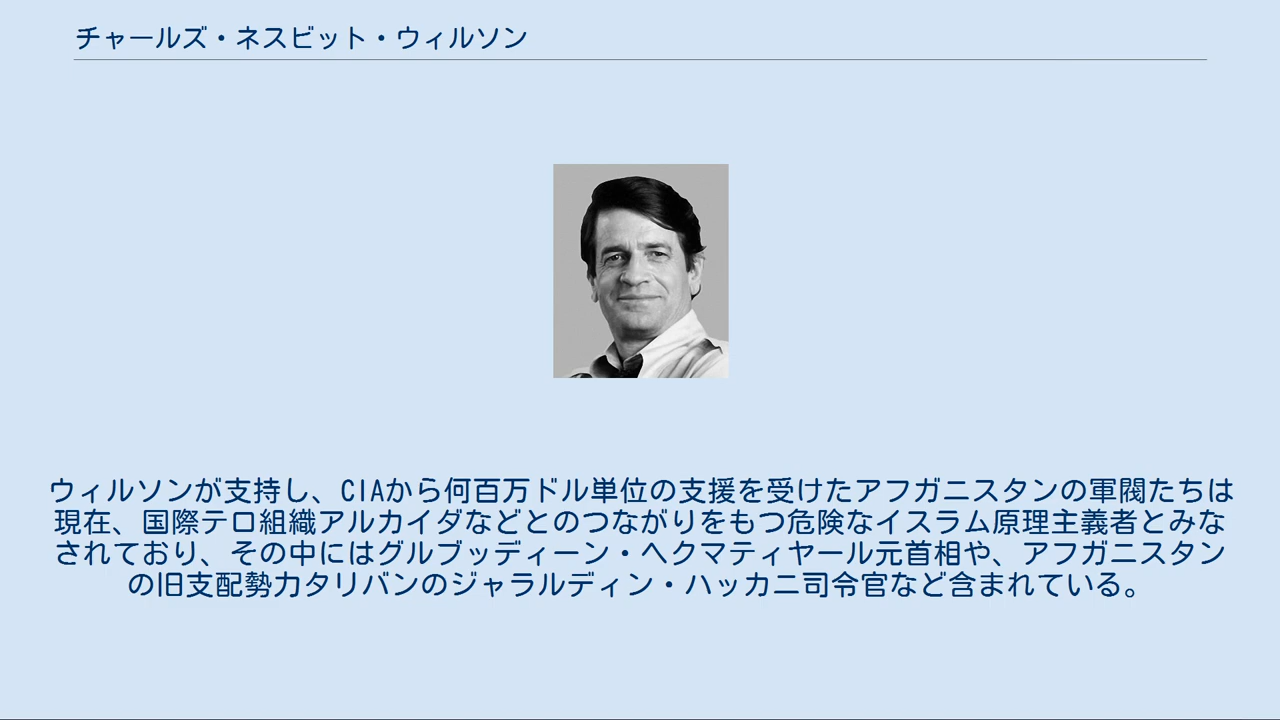 チャールズ・ネスビット・ウィルソン
ウィルソンが支持し、CIAから何百万ドル単位の支援を受けたアフガニスタンの軍閥たちは
現在、国際テロ組織アルカイダなどとのつながりをもつ危険なイスラム原理主義者とみな
されており、その中にはグルブッディーン・ヘクマティヤール元首相や、アフガニスタン
の旧支配勢力タリバンのジャラルディン・ハッカニ司令官など含まれている。